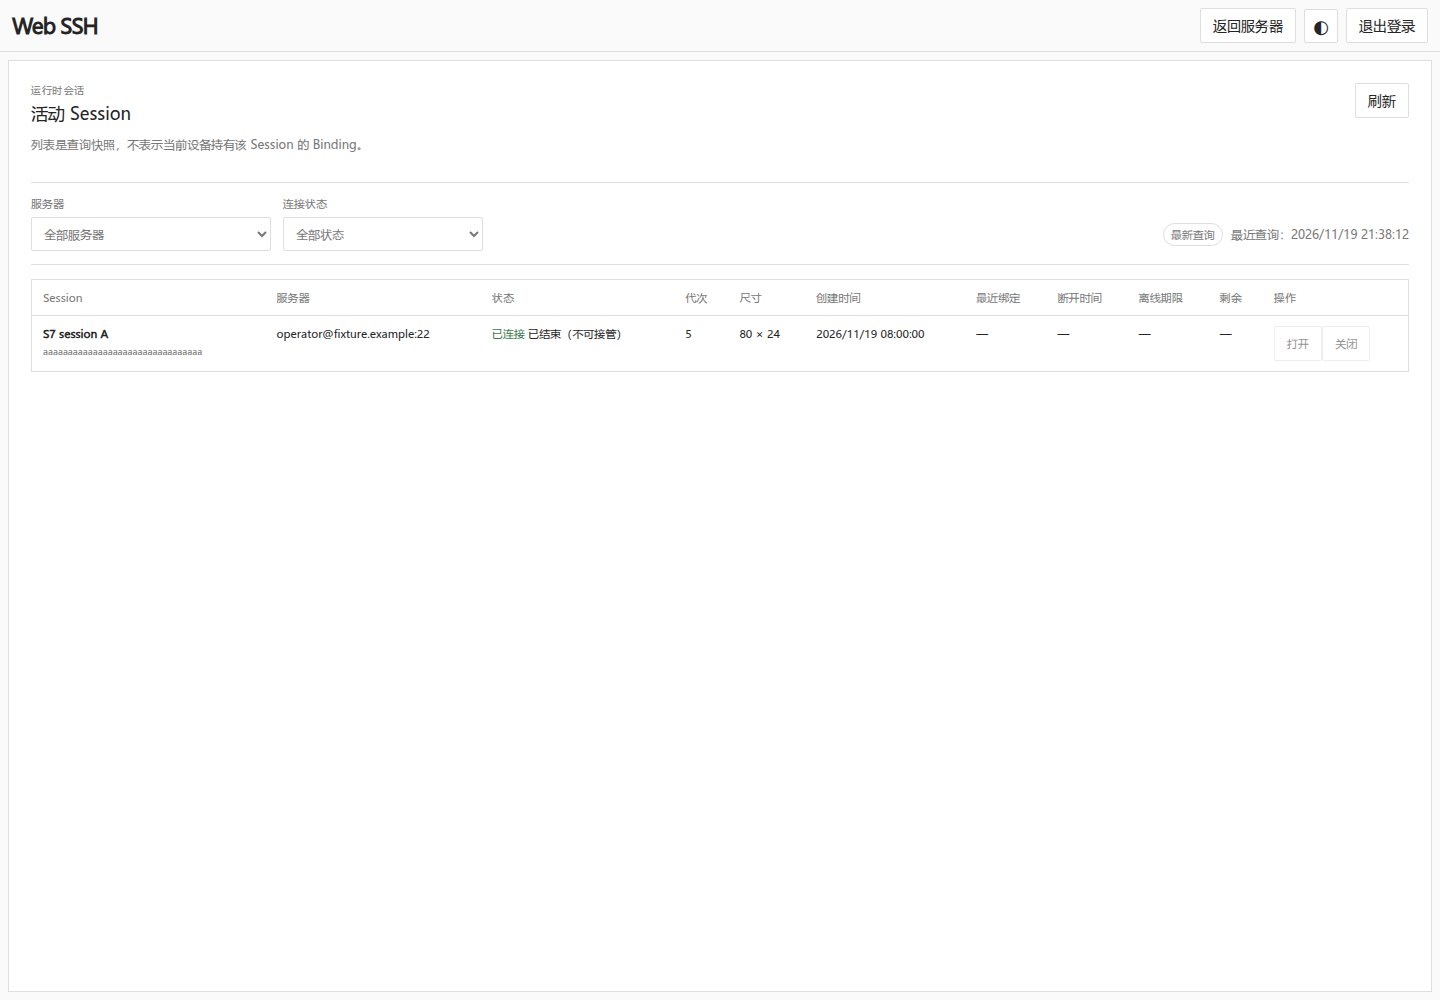 Web SSH
返回服务器
◐
退出登录
运行时会话
活动 Session
刷新
列表是查询快照，不表示当前设备持有该 Session 的 Binding。
服务器
连接状态
全部服务器
全部状态
最新查询
最近查询：2026/11/19 21:38:12
Session 服务器 状态 代次 尺寸 创建时间 最近绑定 断开时间 离线期限 剩余 操作
S7 session A operator@fixture.example:22 已连接 已结束（不可接管） 5 80 × 24 2026/11/19 08:00:00 — — — — 打开 关闭
aaaaaaaaaaaaaaaaaaaaaaaaaaaaaaaa